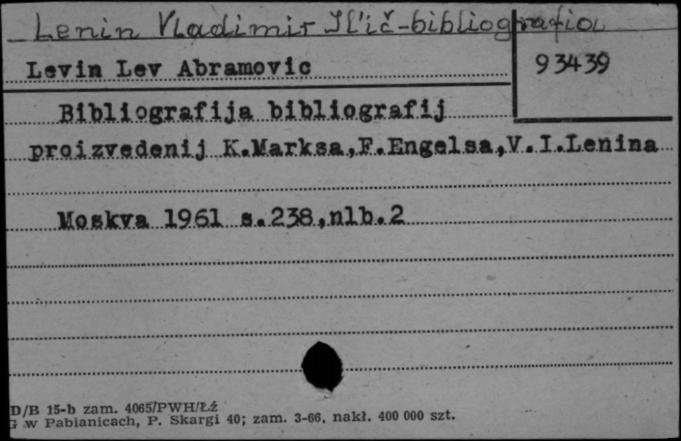 Lenin Vladimir Il'ič-bibliografia
Levin Lev Abramovic
93439
Bibliografija bibliografij
proizvedenij K.Marksa,F.Engelsa,V.I.Lenina
Moskva 1961 s.238,nlb.2
D/B 15-b zam. 4065/PWH/Łź
G w Pabianicach, P. Skargi 40; zam. 3-66, nakł. 400 000 szt.